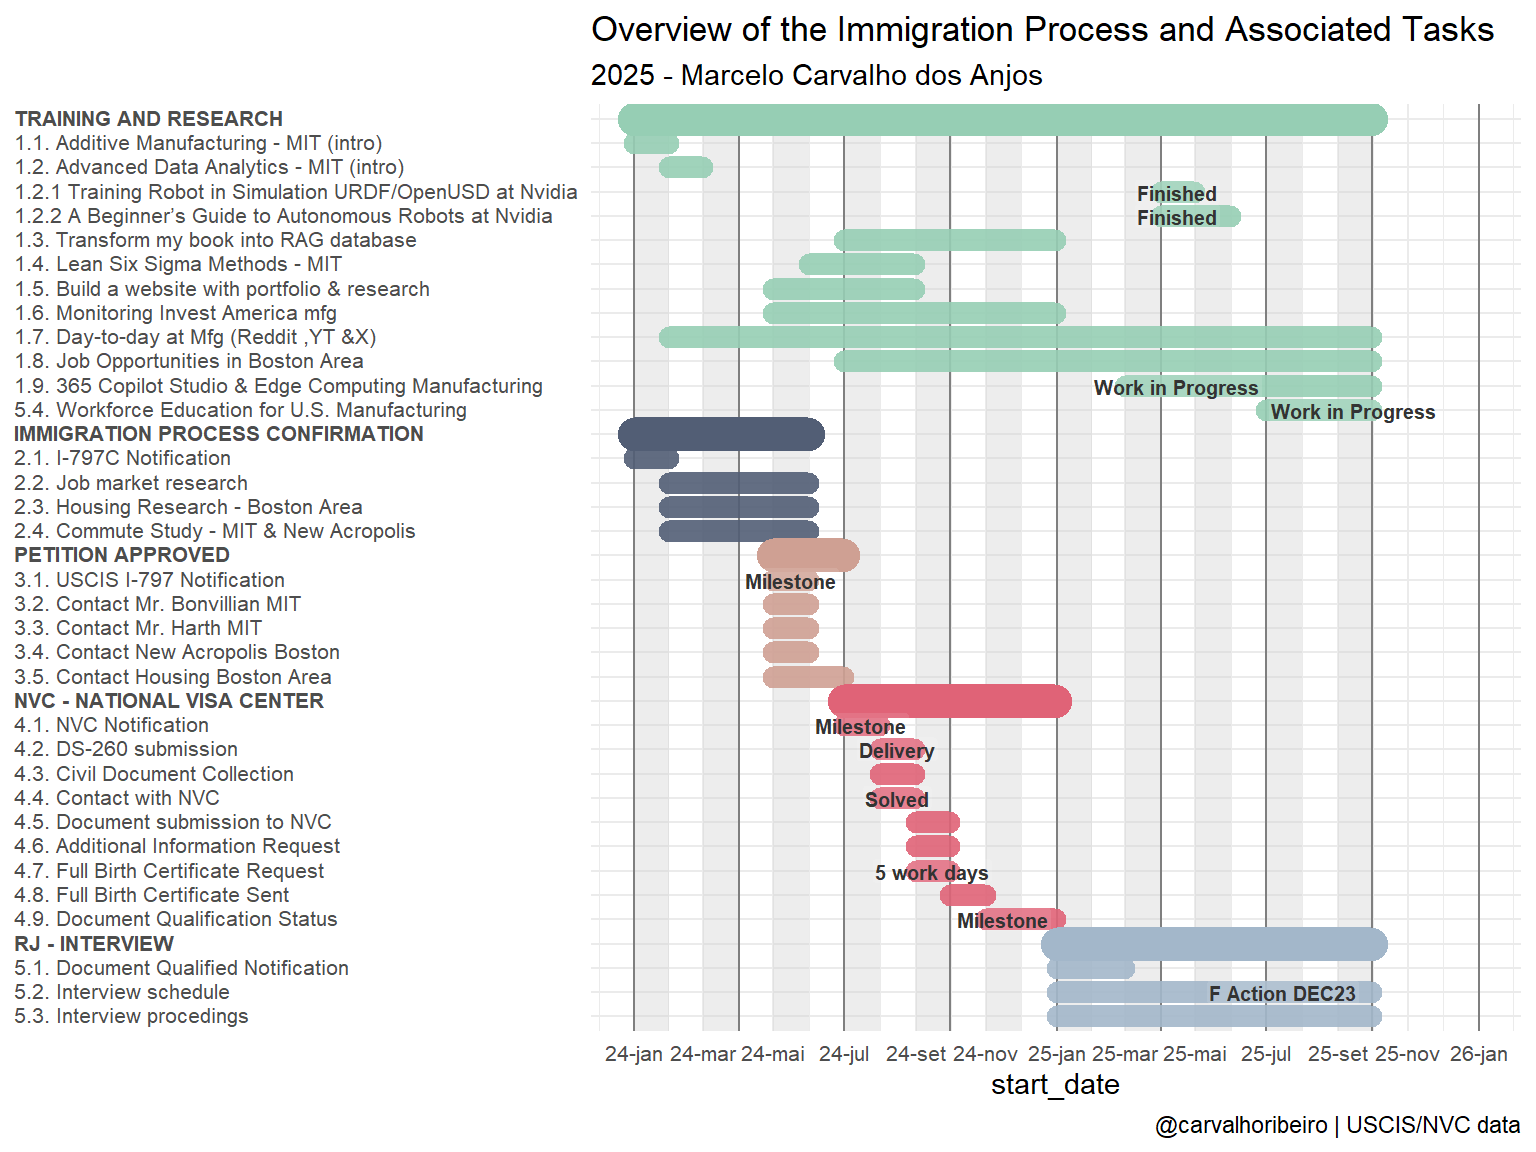 Overview of the Immigration Process and Associated Tasks
2025 - Marcelo Carvalho dos Anjos
TRAINING AND RESEARCH
1.1. Additive Manufacturing - MIT (intro)
1.2. Advanced Data Analytics - MIT (intro)
1.2.1 Training Robot in Simulation URDF/OpenUSD at Nvidia
Finished
1.2.2 A Beginner’s Guide to Autonomous Robots at Nvidia
Finished
1.3. Transform my book into RAG database
1.4. Lean Six Sigma Methods - MIT
1.5. Build a website with portfolio & research
1.6. Monitoring Invest America mfg
1.7. Day-to-day at Mfg (Reddit ,YT &X)
1.8. Job Opportunities in Boston Area
1.9. 365 Copilot Studio & Edge Computing Manufacturing
Work in Progress
5.4. Workforce Education for U.S. Manufacturing
Work in Progress
IMMIGRATION PROCESS CONFIRMATION
2.1. I-797C Notification
2.2. Job market research
2.3. Housing Research - Boston Area
2.4. Commute Study - MIT & New Acropolis
PETITION APPROVED
3.1. USCIS I-797 Notification
Milestone
3.2. Contact Mr. Bonvillian MIT
3.3. Contact Mr. Harth MIT
3.4. Contact New Acropolis Boston
3.5. Contact Housing Boston Area
NVC - NATIONAL VISA CENTER
4.1. NVC Notification
Milestone
4.2. DS-260 submission
Delivery
4.3. Civil Document Collection
4.4. Contact with NVC
Solved
4.5. Document submission to NVC
4.6. Additional Information Request
4.7. Full Birth Certificate Request
5 work days
4.8. Full Birth Certificate Sent
4.9. Document Qualification Status
Milestone
RJ - INTERVIEW
5.1. Document Qualified Notification
5.2. Interview schedule
F Action DEC23
5.3. Interview procedings
24-jan 24-mar 24-mai 24-jul 24-set 24-nov 25-jan 25-mar 25-mai 25-jul 25-set 25-nov 26-jan
start_date
@carvalhoribeiro | USCIS/NVC data